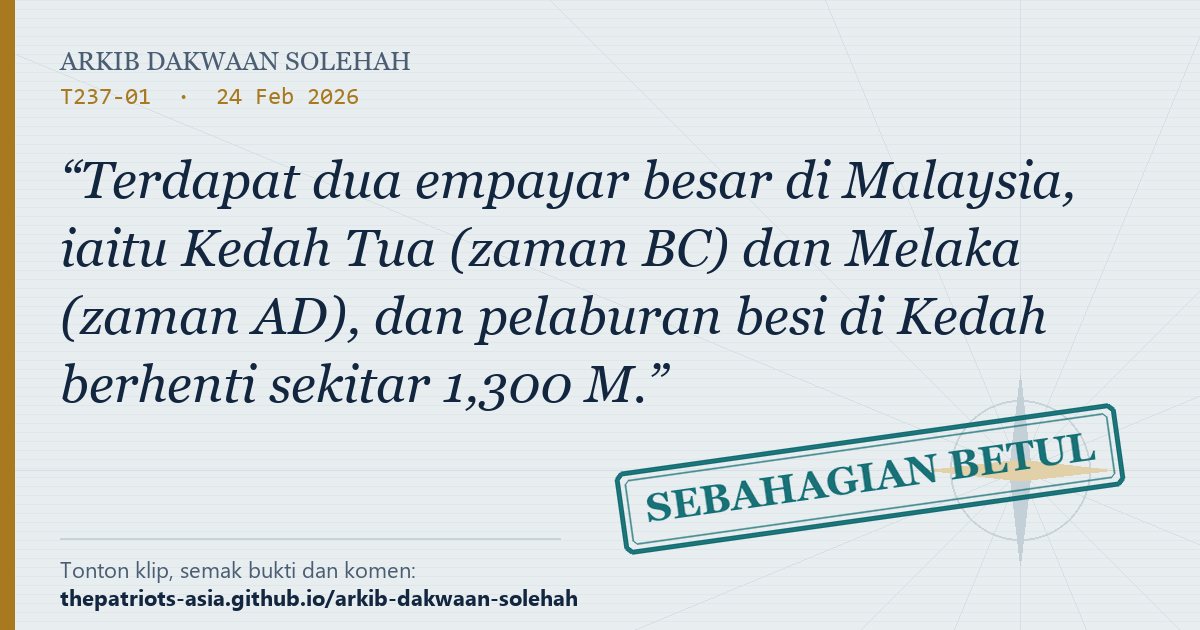 ARKIB DAKWAAN SOLEHAH
T237-01 · 24 Feb 2026
“Terdapat dua empayar besar di Malaysia,
iaitu Kedah Tua (zaman BC) dan Melaka
(zaman AD), dan pelaburan besi di Kedah
berhenti sekitar 1,300 M.”
SEBAHAGIAN BETUL
Tonton klip, semak bukti dan komen:
thepatriots-asia.github.io/arkib-dakwaan-solehah